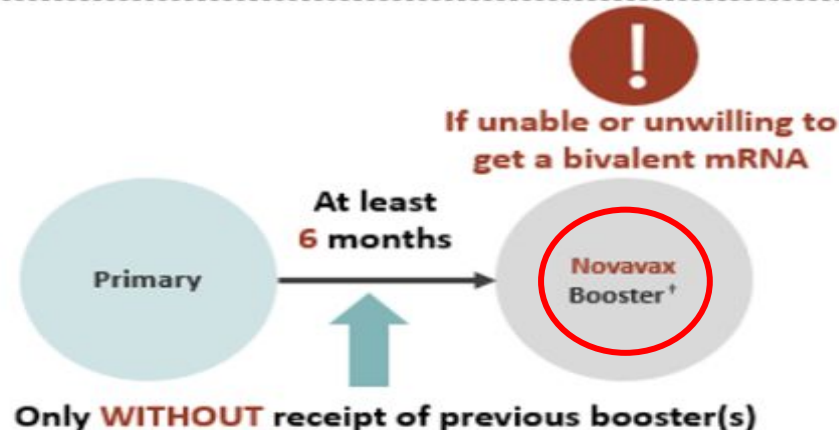 !
If unable or unwilling to
get a bivalent mRNA
At least
6 months
Primary
Novavax
Booster†
Only WITHOUT receipt of previous booster(s)